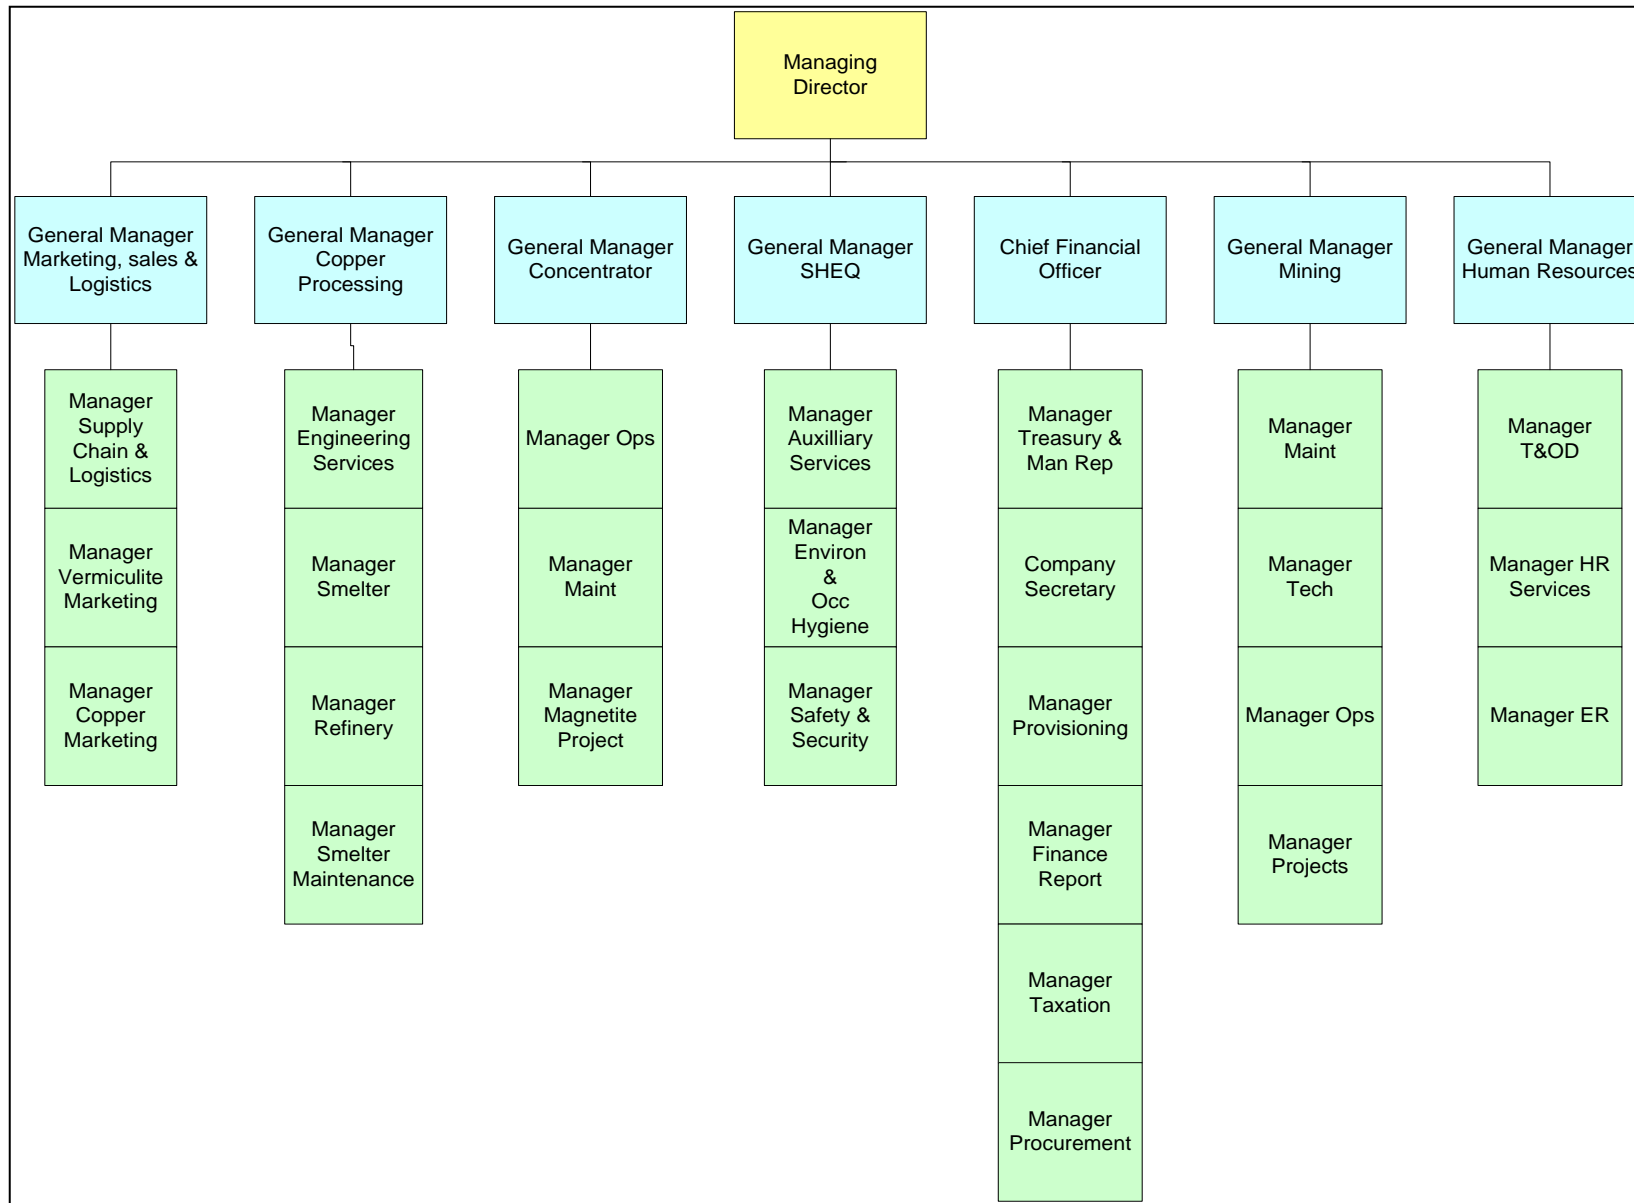 Managing
Director
General Manager
Marketing, sales &
Logistics
General Manager
Copper
Processing
General Manager
Concentrator
General Manager
SHEQ
Chief Financial
Officer
General Manager
Mining
General Manager
Human Resources
Manager
Supply
Chain &
Logistics
Manager
Vermiculite
Marketing
Manager
Copper
Marketing
Manager
Engineering
Services
Manager
Smelter
Manager
Refinery
Manager
Smelter
Maintenance
Manager Ops
Manager
Maint
Manager
Magnetite
Project
Manager
Auxilliary
Services
Manager
Environ
&
Occ
Hygiene
Manager
Safety &
Security
Manager
Treasury &
Man Rep
Company
Secretary
Manager
Provisioning
Manager
Finance
Report
Manager
Taxation
Manager
Procurement
Manager
Maint
Manager
Tech
Manager Ops
Manager
Projects
Manager
T&OD
Manager HR
Services
Manager ER